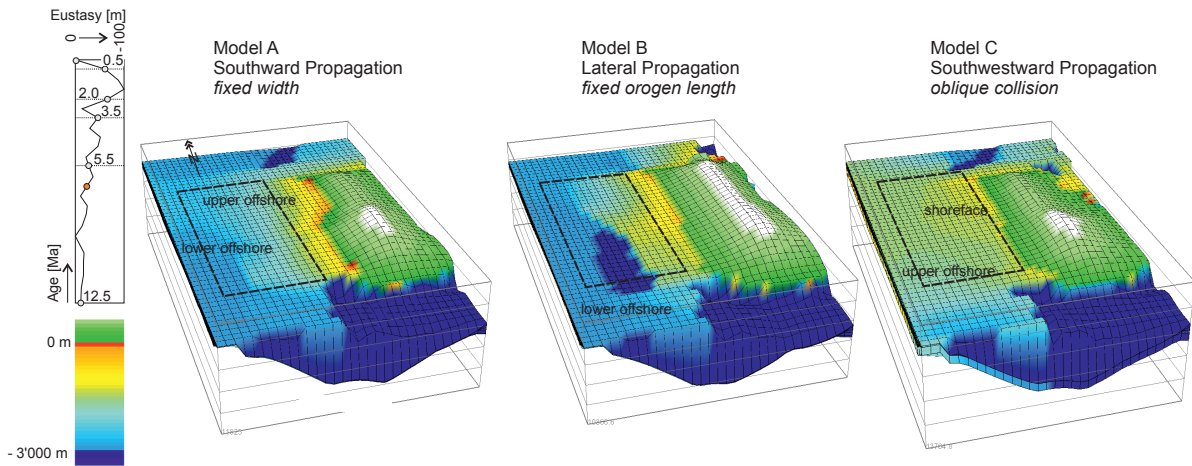 Eustasy [m]
0
-100
0.5
2.0
3.5
5.5
12.5
Age [Ma]
0 m
- 3'000 m
Model A
Southward Propagation
fixed width
N
upper offshore
lower offshore
11825
Model B
Lateral Propagation
fixed orogen length
lower offshore
Model C
Southwestward Propagation
oblique collision
shoreface
upper offshore